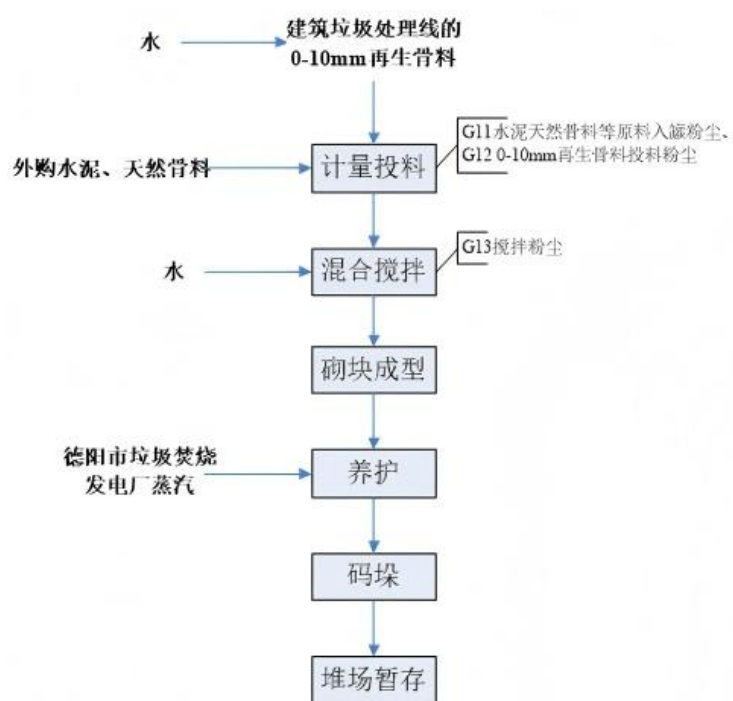 水
建筑垃圾处理线的
0-10mm再生骨料
G11水泥天然骨料等原料入罐粉尘、
G12 0-10mm再生骨料投料粉尘
外购水泥、天然骨料
计量投料
G13搅拌粉尘
水
混合搅拌
砌块成型
德阳市垃圾焚烧
发电厂蒸汽
养护
码垛
堆场暂存